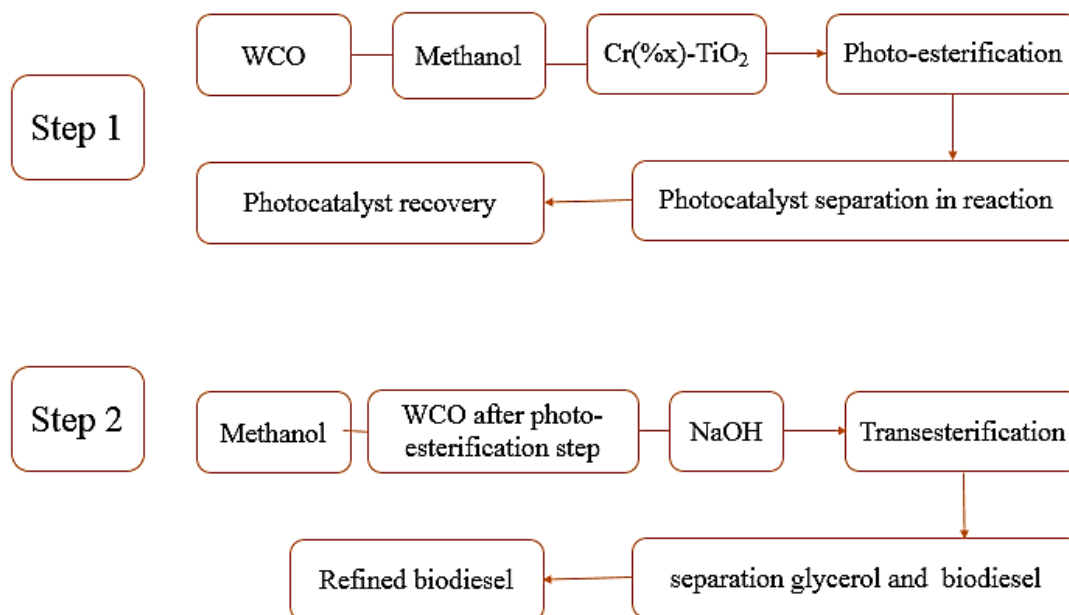 WCO
Methanol
Cr(%x)-TiO₂
Photo-esterification
Step 1
Photocatalyst recovery
Photocatalyst separation in reaction
Step 2
Methanol
WCO after photo-
esterification step
NaOH
Transesterification
Refined biodiesel
separation glycerol and biodiesel